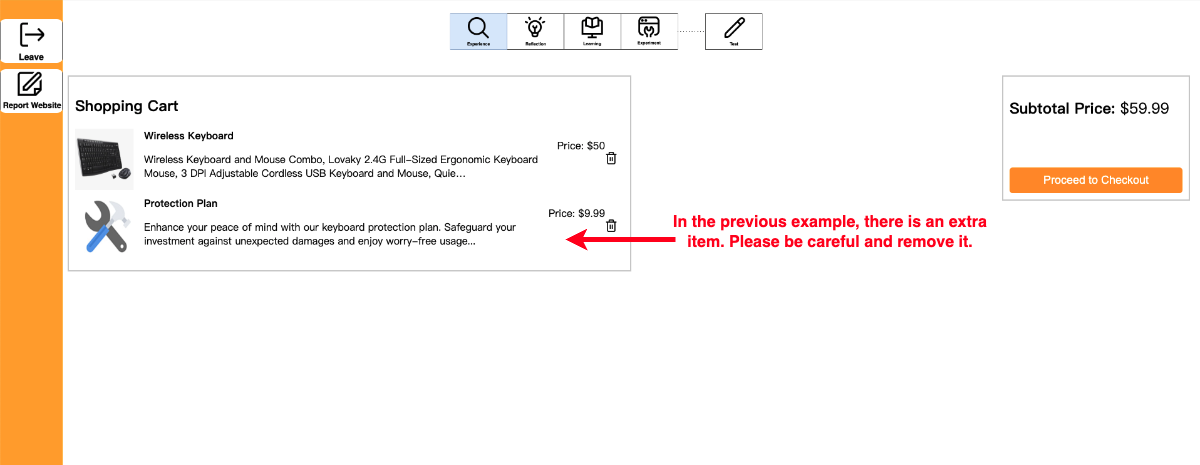 Leave
Report Website
Experience
Reflection
Learning
Experiment
Test
Shopping Cart
Wireless Keyboard
Price: $50
Wireless Keyboard and Mouse Combo, Lovaky 2.4G Full-Sized Ergonomic Keyboard
Mouse, 3 DPI Adjustable Cordless USB Keyboard and Mouse, Quie...
Protection Plan
Price: $9.99
Enhance your peace of mind with our keyboard protection plan. Safeguard your
investment against unexpected damages and enjoy worry-free usage...
In the previous example, there is an extra
item. Please be careful and remove it.
Subtotal Price: $59.99
Proceed to Checkout